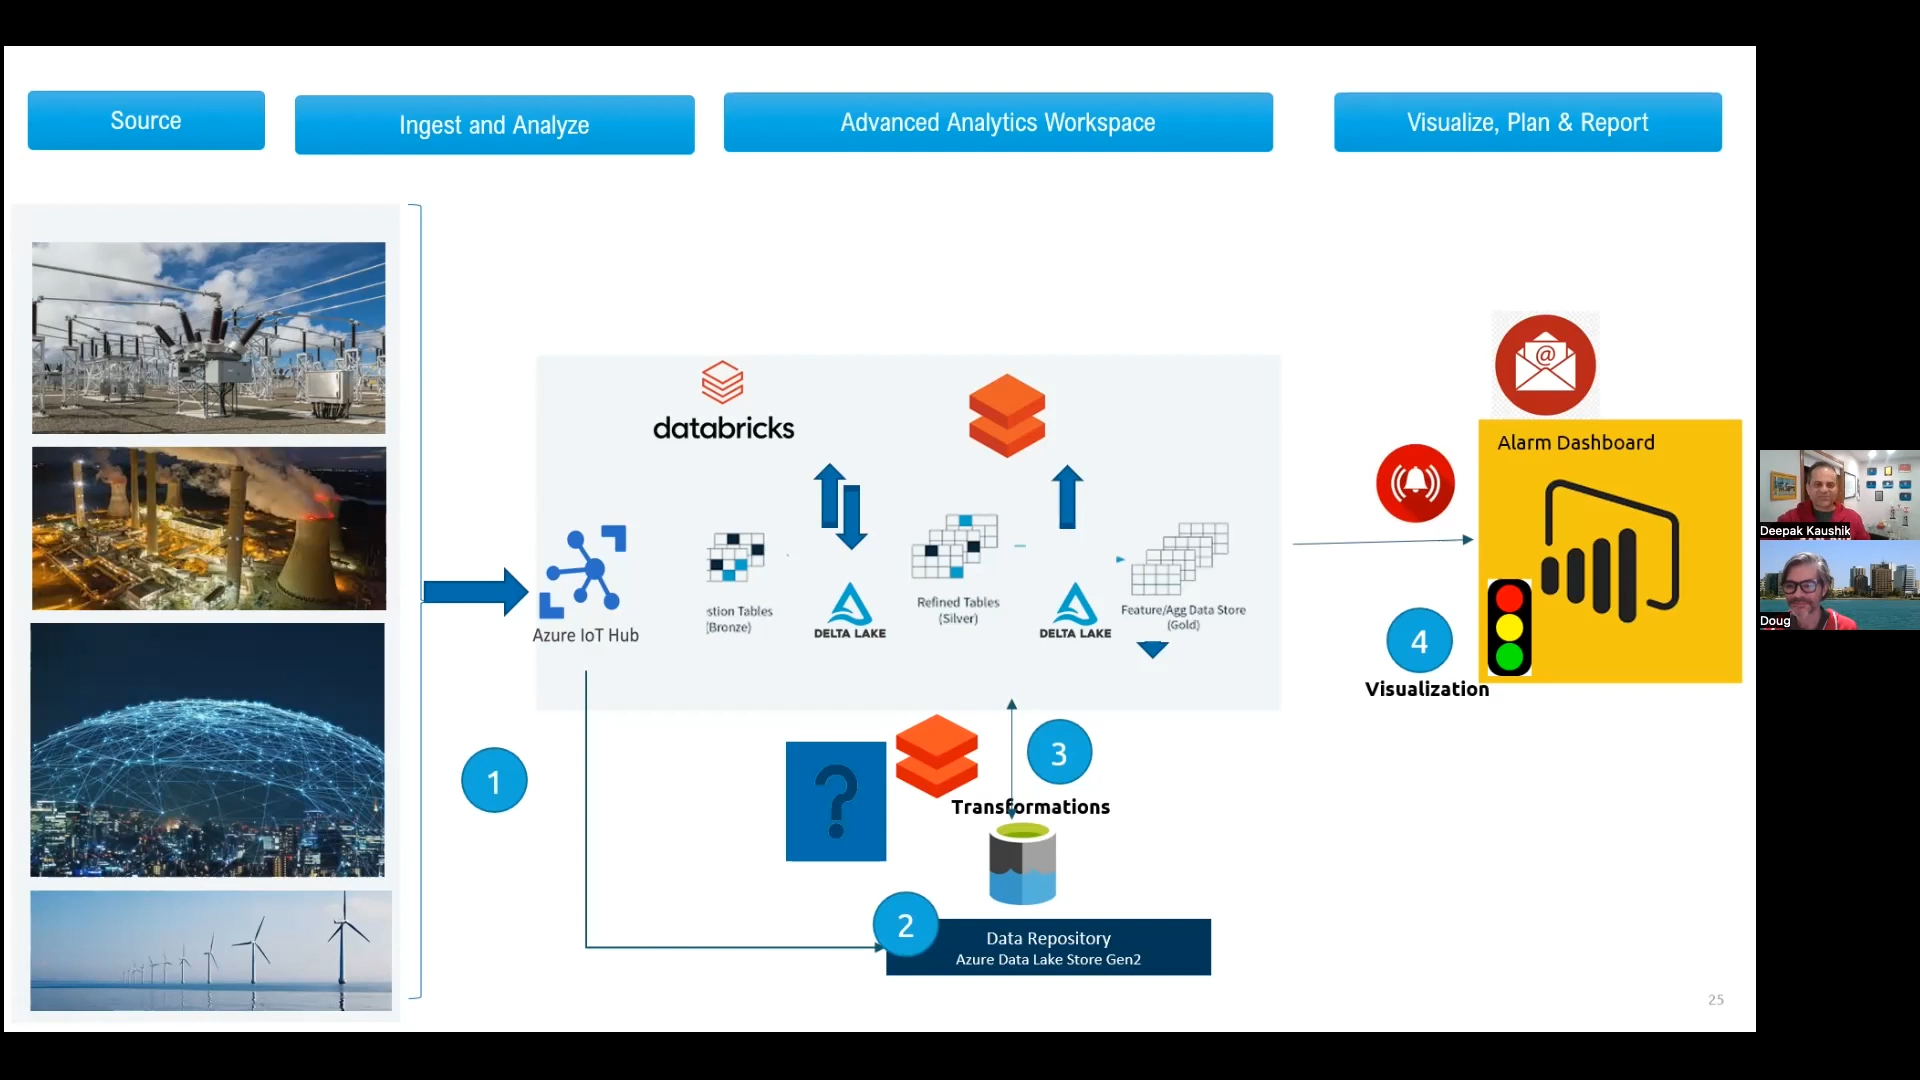 Source
Ingest and Analyze
Advanced Analytics Workspace
Visualize, Plan & Report
databricks
Alarm Dashboard
Deepak Kaushik
Doug
Azure IoT Hub
stion Tables
(Bronze)
DELTA LAKE
Refined Tables
(Silver)
DELTA LAKE
Feature/Agg Data Store
(Gold)
@
4
Visualization
1
?
3
Transformations
2
Data Repository
Azure Data Lake Store Gen2
25